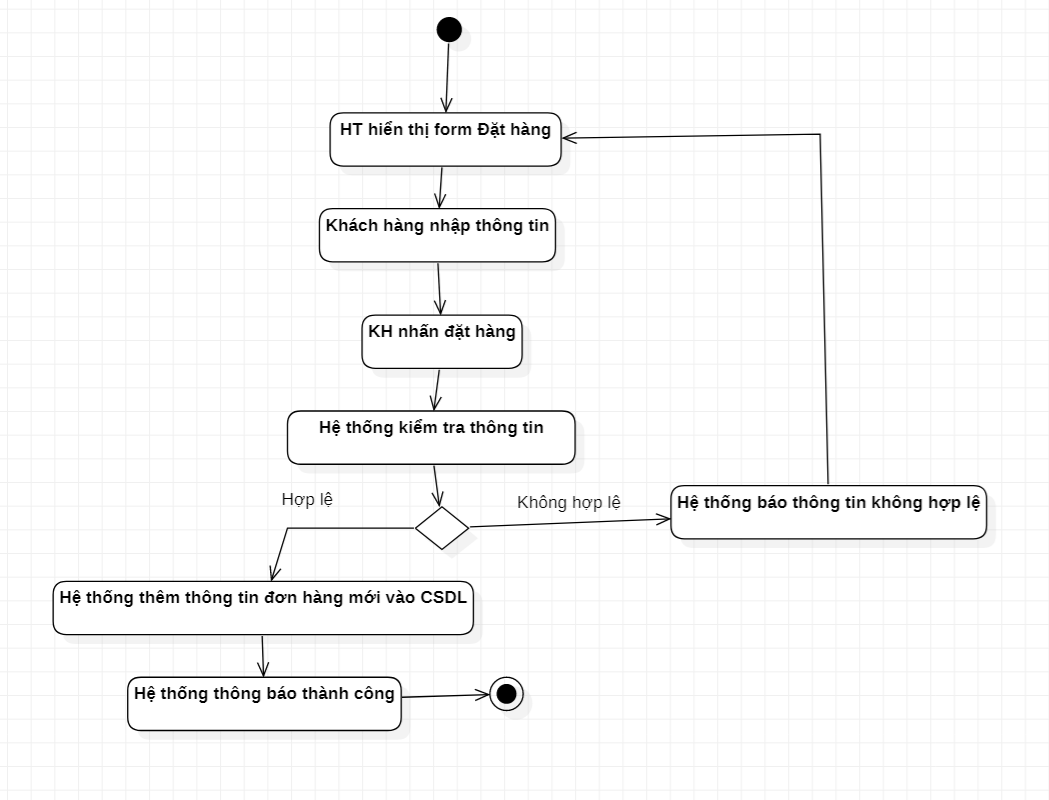 HT hiển thị form Đặt hàng
Khách hàng nhập thông tin
KH nhấn đặt hàng
Hệ thống kiểm tra thông tin
Hợp lệ
Không hợp lệ
Hệ thống báo thông tin không hợp lệ
Hệ thống thêm thông tin đơn hàng mới vào CSDL
Hệ thống thông báo thành công